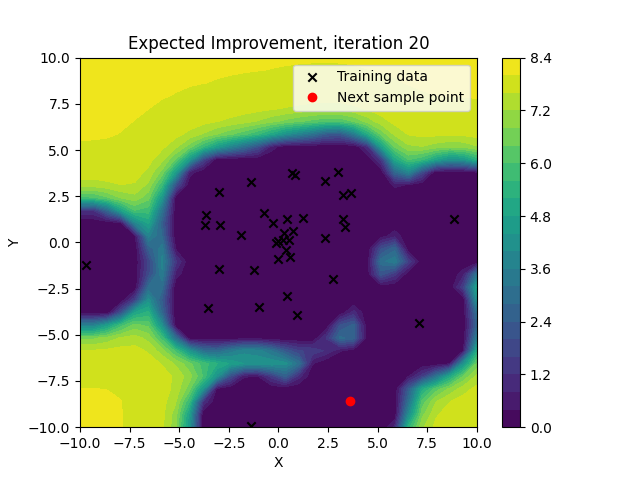 Expected Improvement, iteration 20
Training data
Next sample point
10.0
7.5
5.0
2.5
0.0
−2.5
−5.0
−7.5
−10.0
Y
−10.0 −7.5 −5.0 −2.5 0.0 2.5 5.0 7.5 10.0
X
8.4
7.2
6.0
4.8
3.6
2.4
1.2
0.0